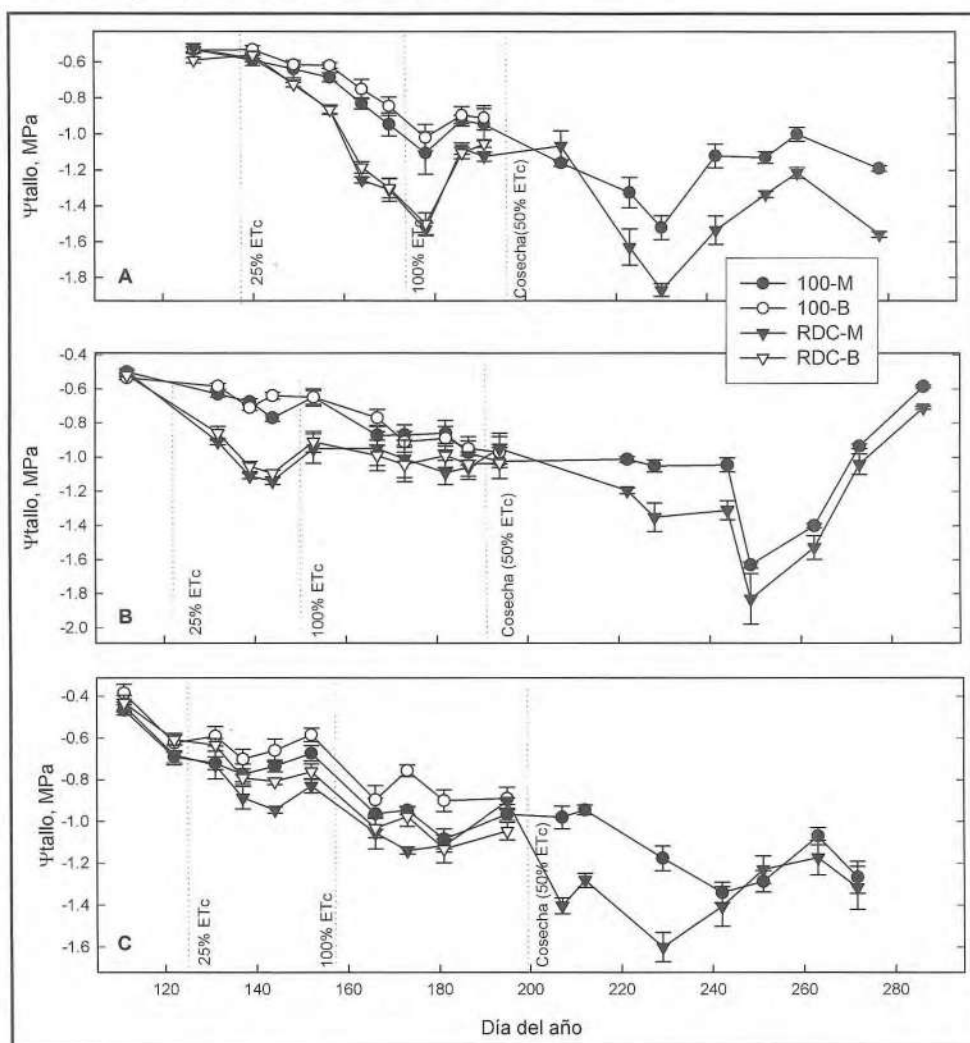 Ψtallo, MPa
-0.6
-0.8
-1.0
-1.2
-1.4
-1.6
-1.8
A
25% ETc
100% ETc
Cosecha(50% ETc)
100-M
100-B
RDC-M
RDC-B
Ψtallo, MPa
-0.4
-0.6
-0.8
-1.0
-1.2
-1.4
-1.6
-1.8
-2.0
B
25% ETc
100% ETc
Cosecha (50% ETc)
Ψtallo, MPa
-0.4
-0.6
-0.8
-1.0
-1.2
-1.4
-1.6
C
25% ETc
100% ETc
Cosecha (50% ETc)
120 140 160 180 200 220 240 260 280
Día del año